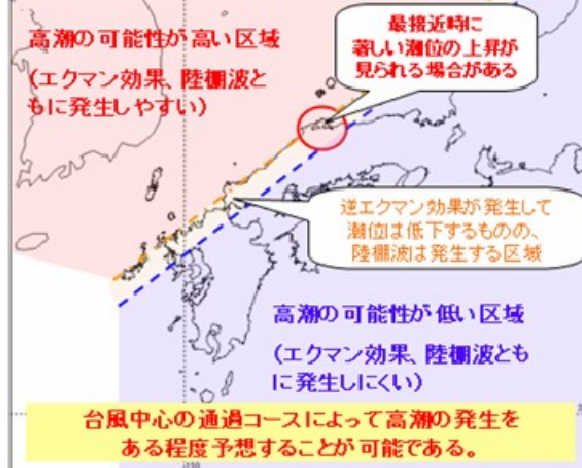 高潮の可能性が高い区域
(エクマン効果、陸棚波と
もに発生しやすい)
最接近時に
著しい潮位の上昇が
見られる場合がある
逆エクマン効果が発生して
潮位は低下するものの、
陸棚波は発生する区域
高潮の可能性が低い区域
(エクマン効果、陸棚波とも
に発生しにくい)
台風中心の通過コースによって高潮の発生を
ある程度予想することが可能である。
130